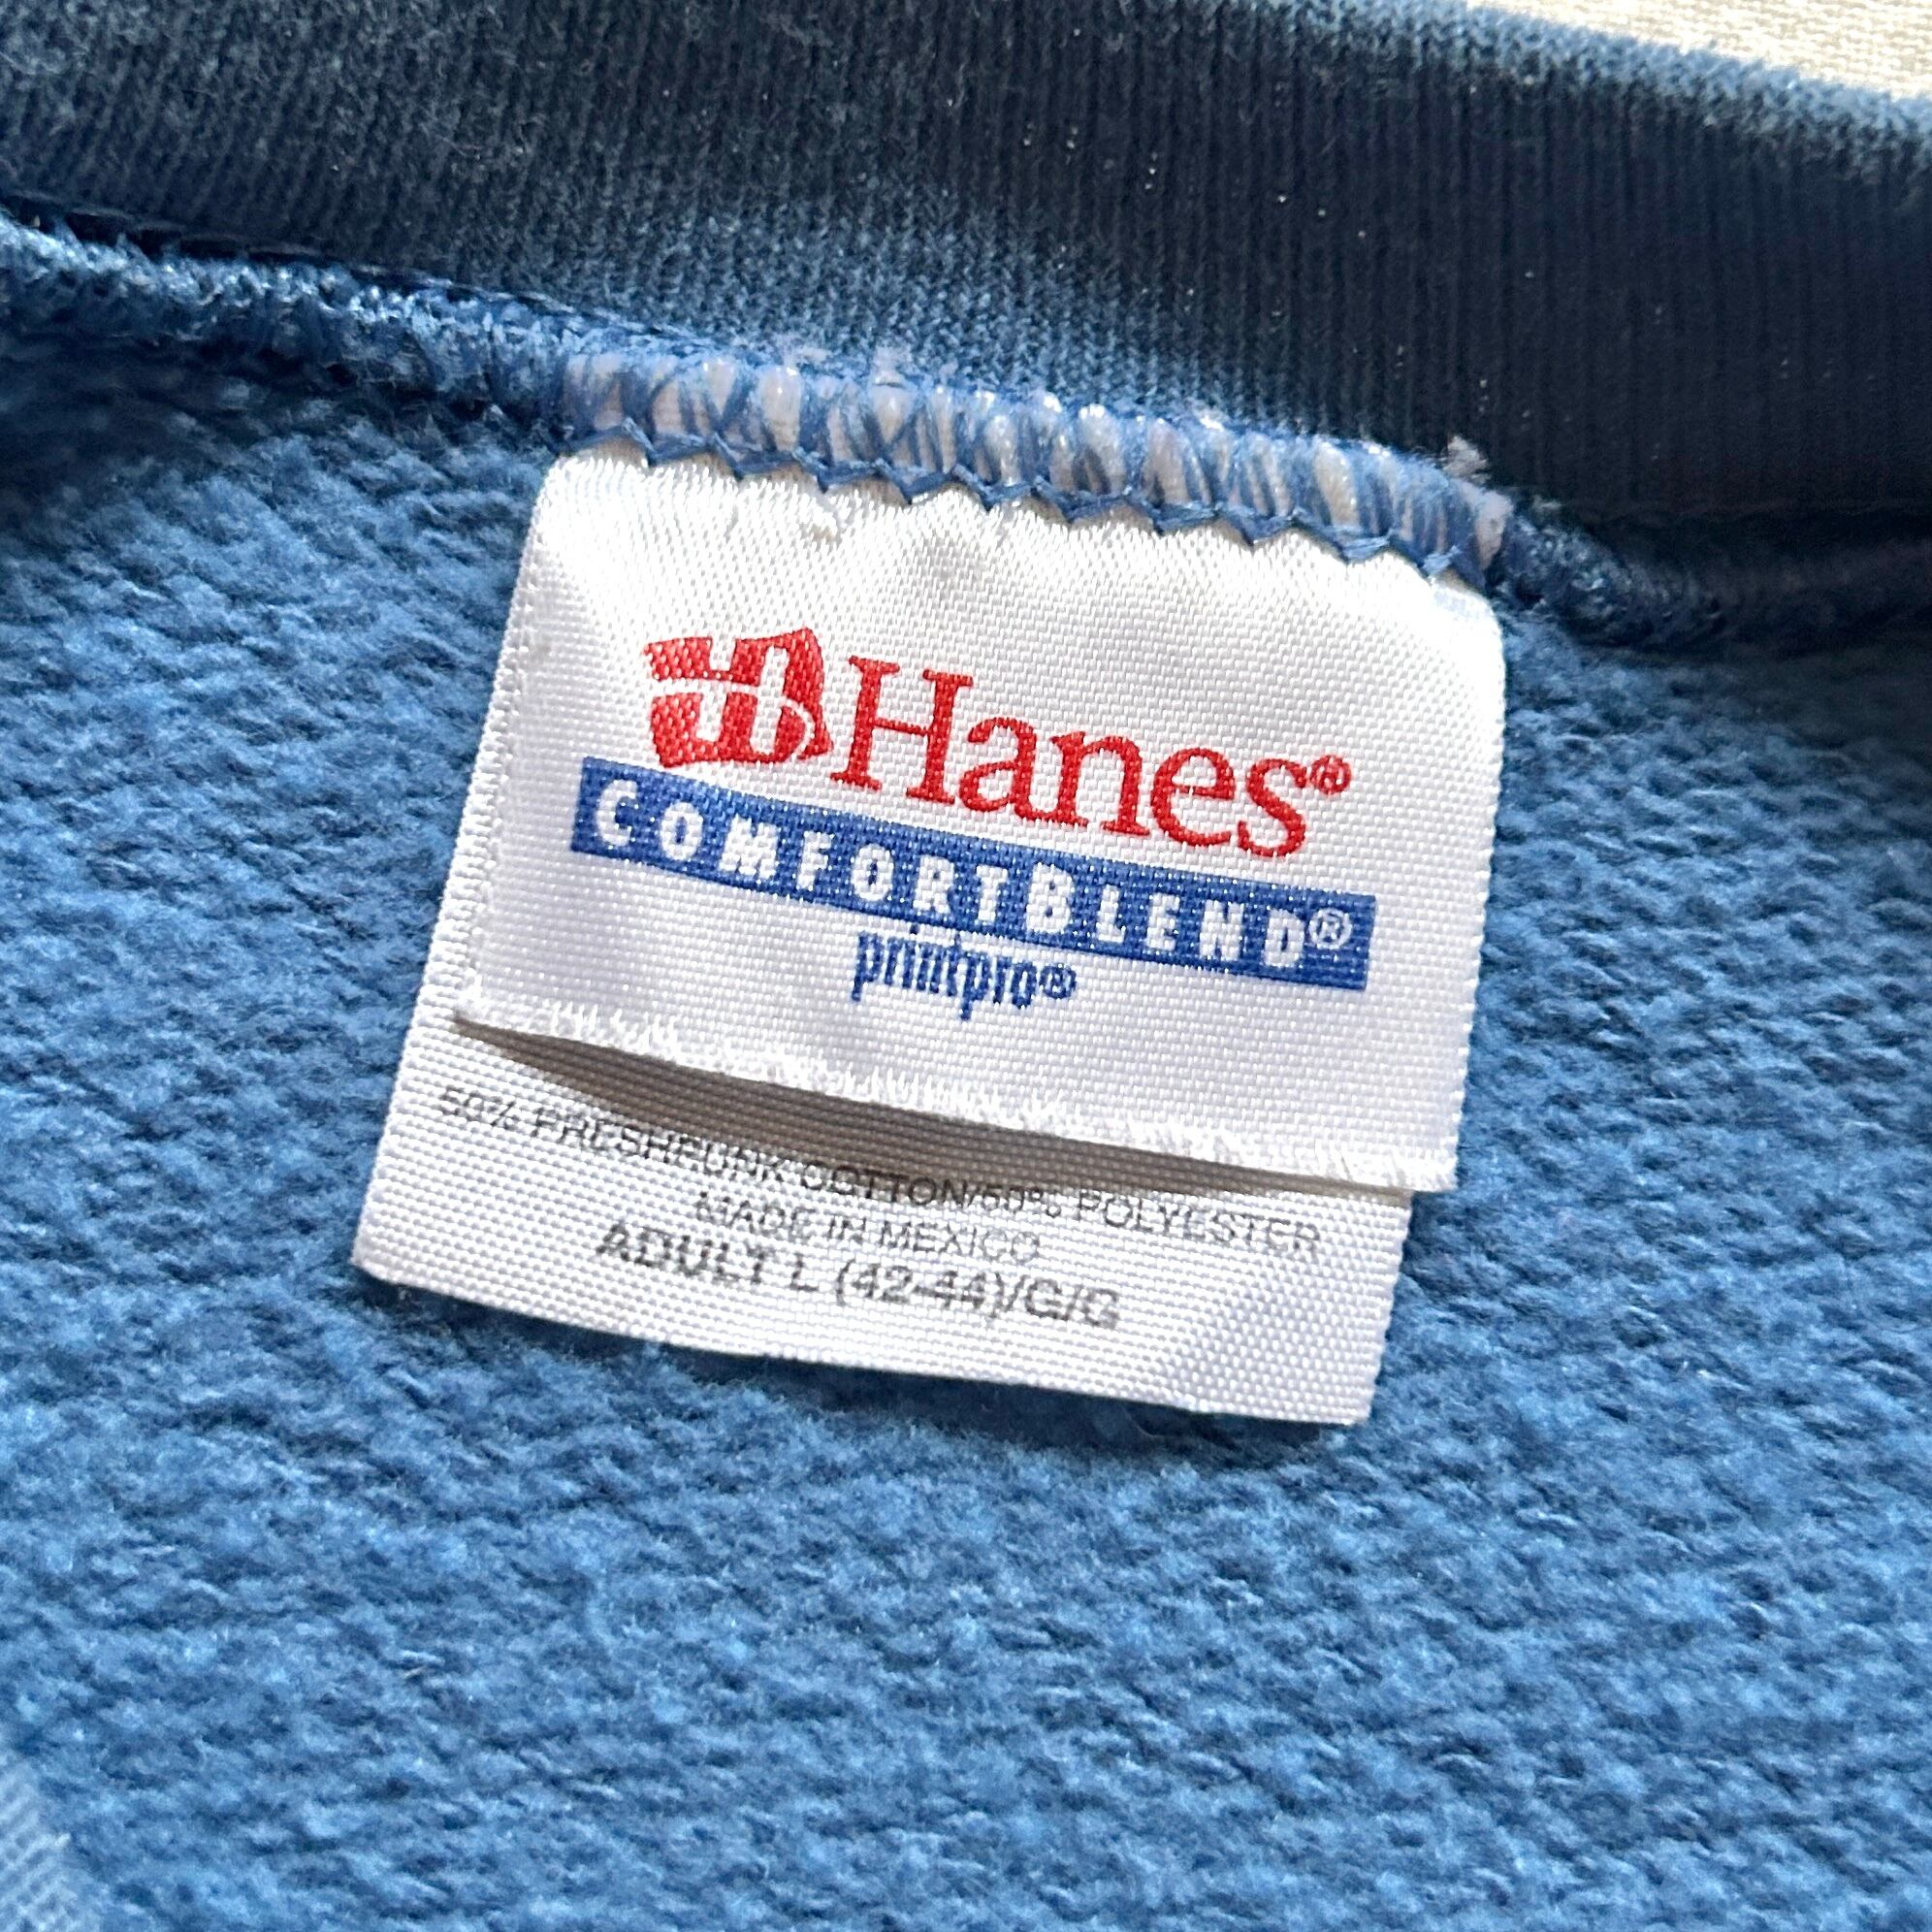 H Hanes®
COMFORTBLEND®
printpro®
50% PRESHRUNK COTTON/50% POLYESTER
MADE IN MEXICO
ADULT L (42-44)/G/G